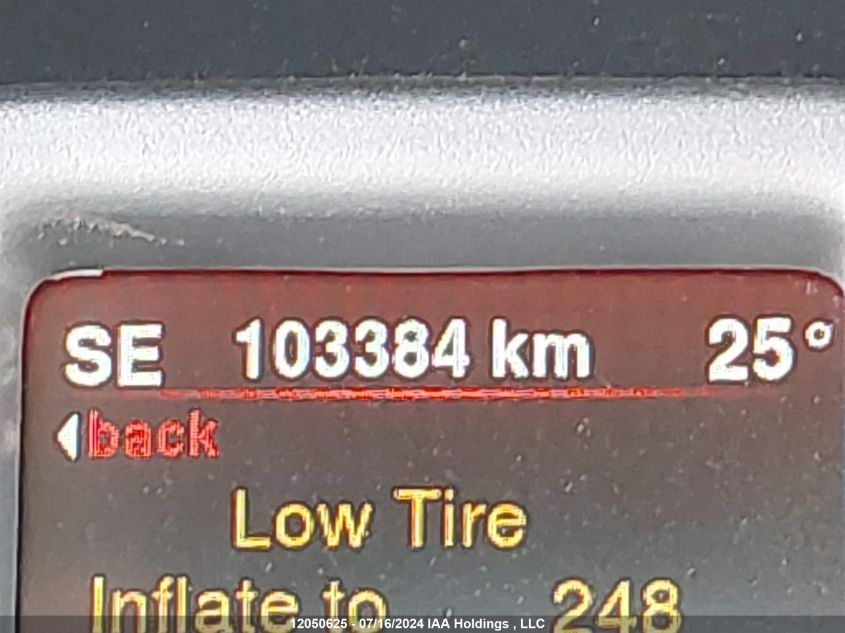 SE 103384 km 25°
back
Low Tire
Inflate to 248
12050625 - 07/16/2024 IAA Holdings , LLC